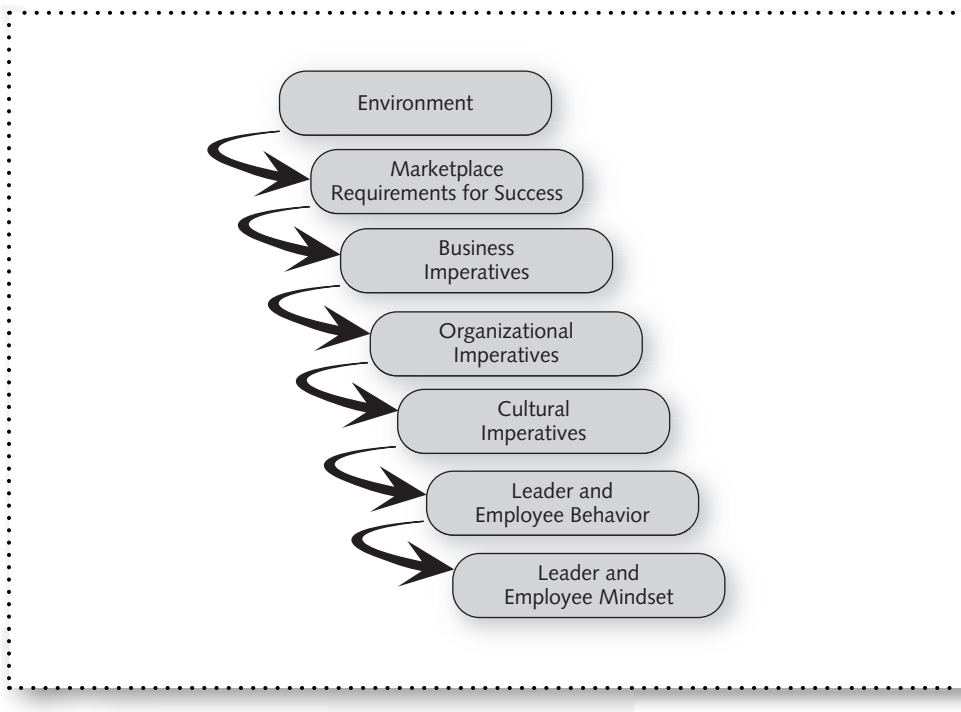 Environment
Marketplace
Requirements for Success
Business
Imperatives
Organizational
Imperatives
Cultural
Imperatives
Leader and
Employee Behavior
Leader and
Employee Mindset